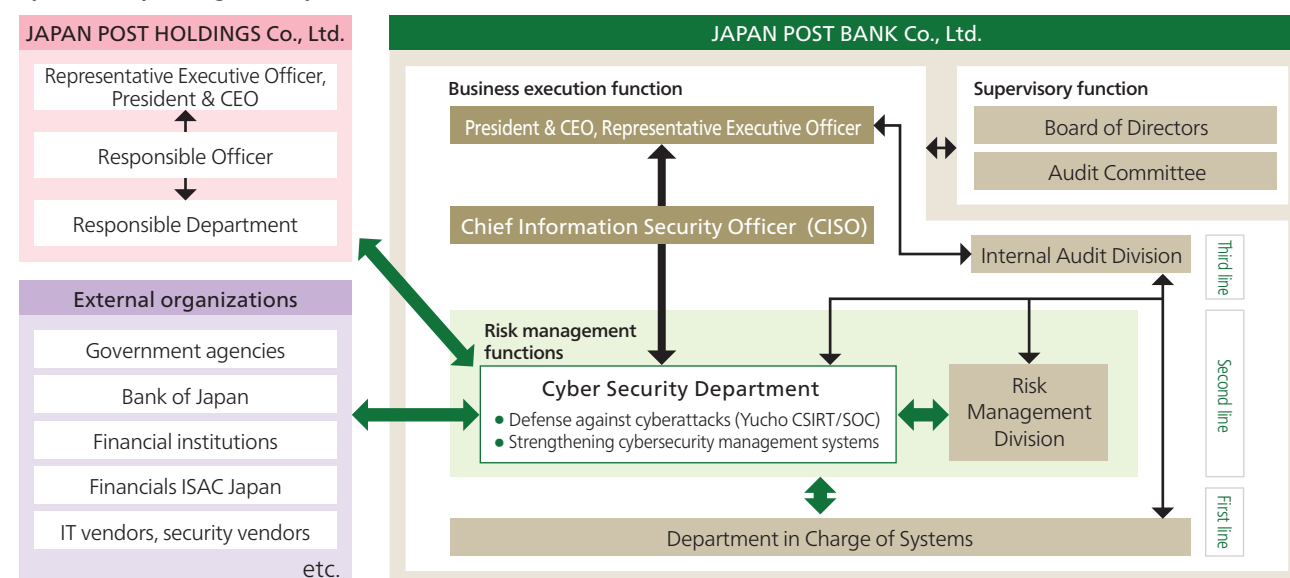 JAPAN POST HOLDINGS Co., Ltd.
Representative Executive Officer,
President & CEO
Responsible Officer
Responsible Department
External organizations
Government agencies
Bank of Japan
Financial institutions
Financials ISAC Japan
IT vendors, security vendors
etc.
JAPAN POST BANK Co., Ltd.
Business execution function
President & CEO, Representative Executive Officer
Chief Information Security Officer (CISO)
Supervisory function
Board of Directors
Audit Committee
Internal Audit Division
Third line
Risk management
functions
Cyber Security Department
● Defense against cyberattacks (Yucho CSIRT/SOC)
● Strengthening cybersecurity management systems
Risk
Management
Division
Second line
Department in Charge of Systems
First line